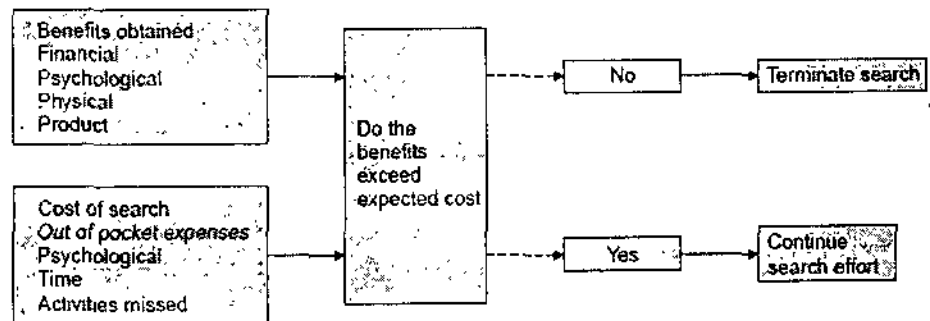 Benefits obtained
Financial
Psychological
Physical
Product
Cost of search
Out of pocket expenses
Psychological
Time
Activities missed
Do the
benefits
exceed
expected cost
No
Terminate search
Yes
Continue
search effort